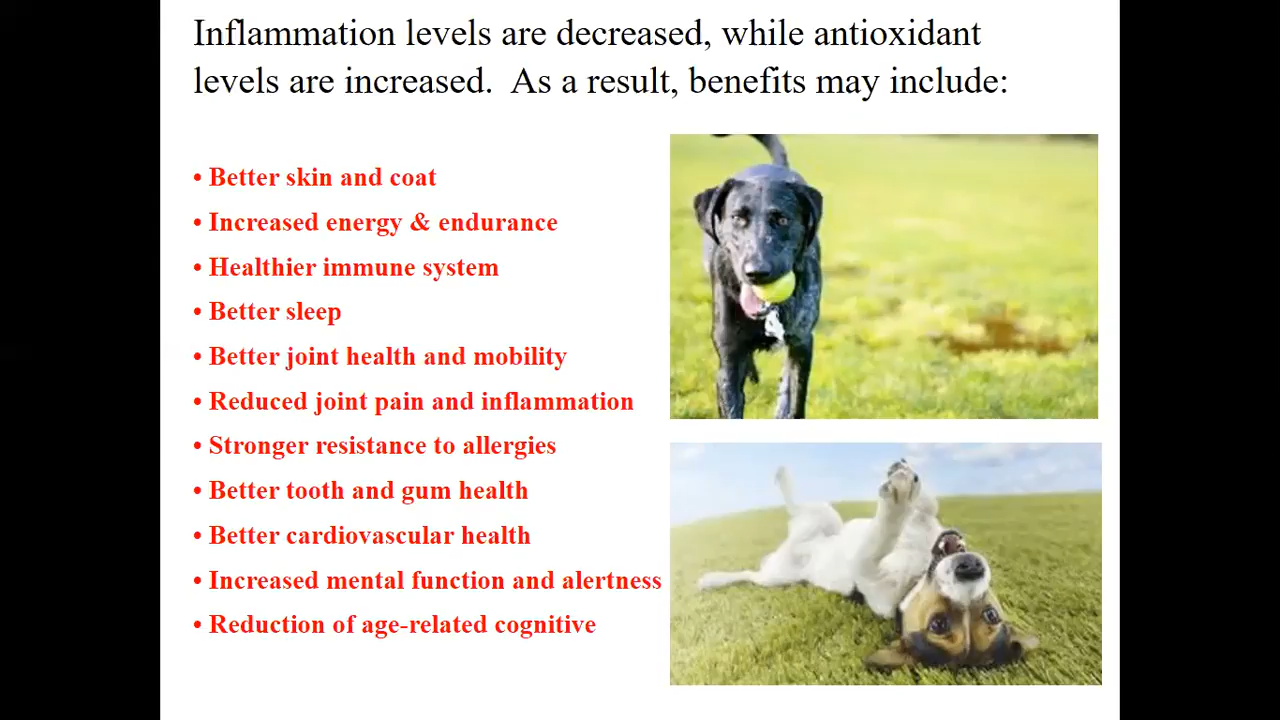 Inflammation levels are decreased, while antioxidant
levels are increased.  As a result, benefits may include:
• Better skin and coat
• Increased energy & endurance
• Healthier immune system
• Better sleep
• Better joint health and mobility
• Reduced joint pain and inflammation
• Stronger resistance to allergies
• Better tooth and gum health
• Better cardiovascular health
• Increased mental function and alertness
• Reduction of age-related cognitive